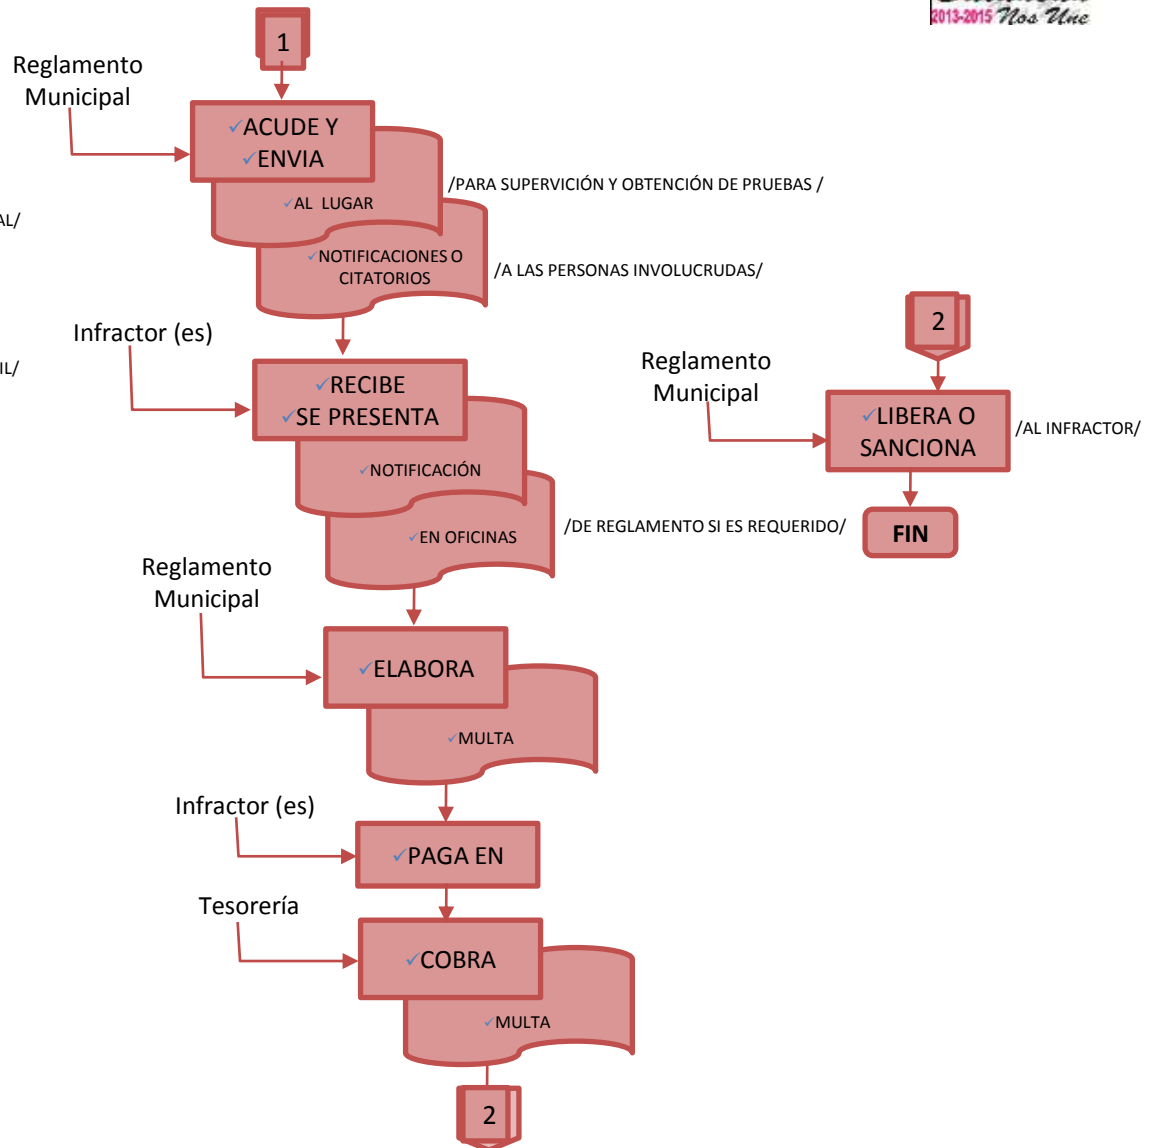 2013-2015 Nos Une
1
Reglamento
Municipal
ACUDE Y
ENVIA
AL LUGAR
/PARA SUPERVICIÓN Y OBTENCIÓN DE PRUEBAS /
AL/
NOTIFICACIONES O
CITATORIOS
/A LAS PERSONAS INVOLUCRUDAS/
Infractor (es)
IL/
RECIBE
SE PRESENTA
NOTIFICACIÓN
EN OFICINAS
/DE REGLAMENTO SI ES REQUERIDO/
Reglamento
Municipal
ELABORA
MULTA
Infractor (es)
PAGA EN
Tesorería
COBRA
MULTA
2
2
Reglamento
Municipal
LIBERA O
SANCIONA
/AL INFRACTOR/
FIN